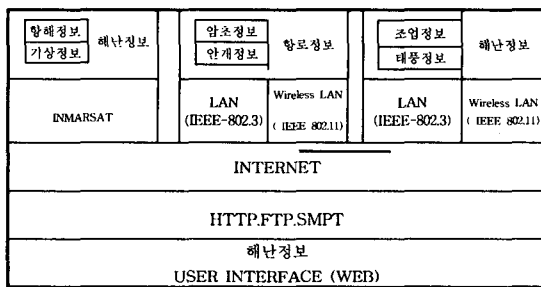 항해정보
기상정보
해난정보
암초정보
안개정보
항로정보
조업정보
태풍정보
해난정보
INMARSAT
LAN
(IEEE-802.3)
Wireless LAN
( IEEE 802.11)
LAN
(IEEE-802.3)
Wireless LAN
( IEEE 802.11)
INTERNET
HTTP.FTP.SMPT
해난정보
USER INTERFACE (WEB)